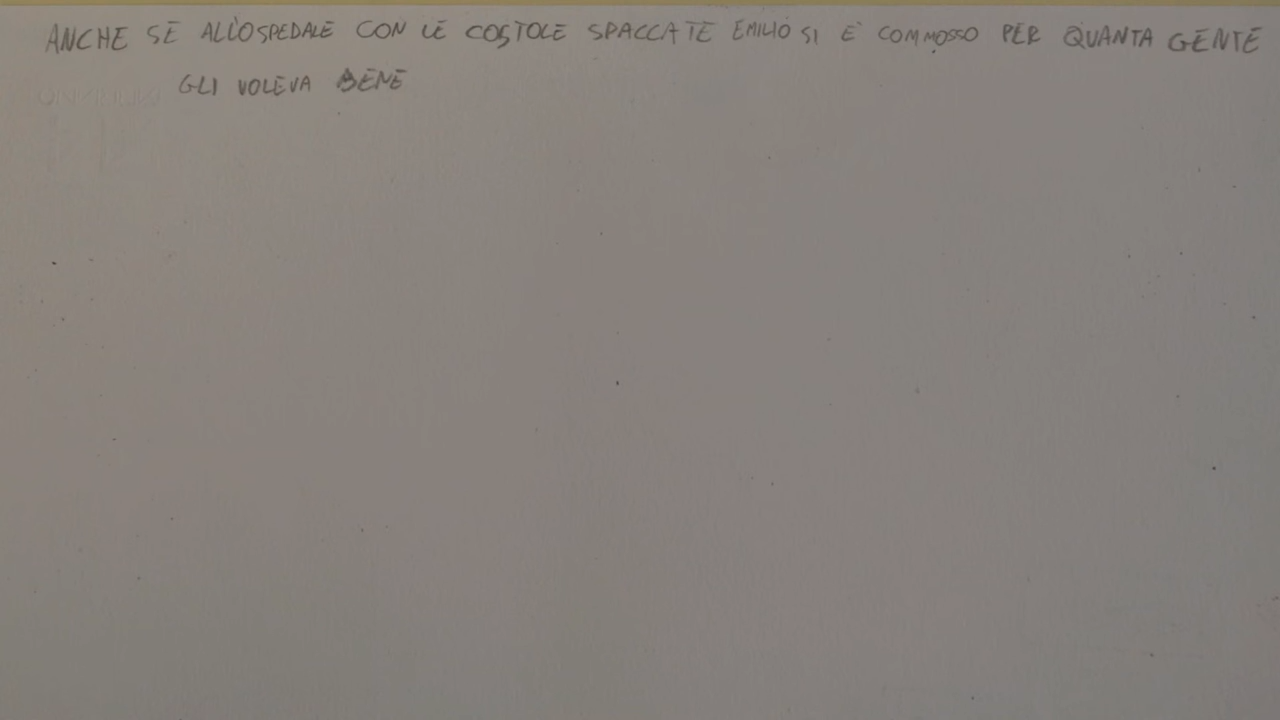 ANCHE SE ALL'OSPEDALE CON LE COSTOLE SPACCATE EMILIO SI E' COMMOSSO PER QUANTA GENTE
GLI VOLEVA BENE